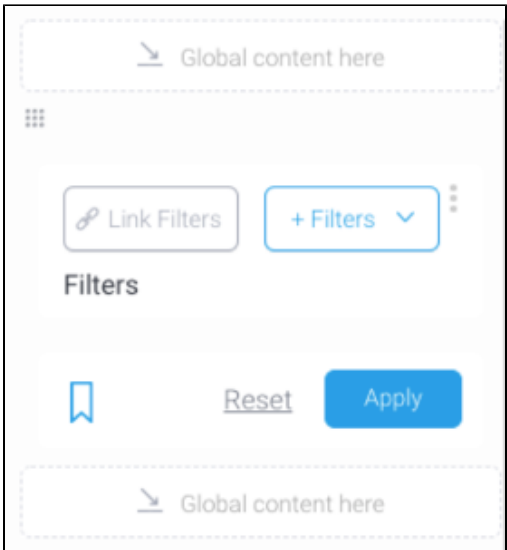 Global content here
Link Filters
+ Filters
Filters
Reset
Apply
Global content here